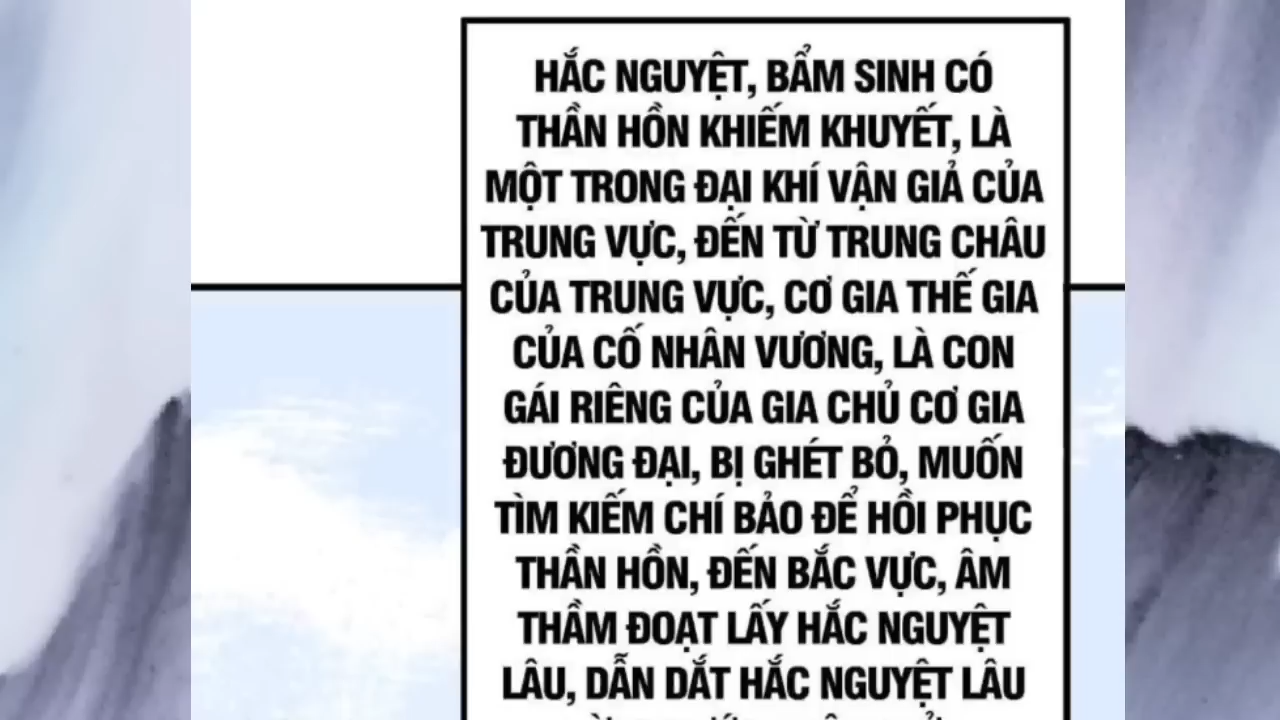 HẮC NGUYỆT, BẨM SINH CÓ
THẦN HỒN KHIẾM KHUYẾT, LÀ
MỘT TRONG ĐẠI KHÍ VẬN GIẢ CỦA
TRUNG VỰC, ĐẾN TỪ TRUNG CHÂU
CỦA TRUNG VỰC, CƠ GIA THẾ GIA
CỦA CỐ NHÂN VƯƠNG, LÀ CON
GÁI RIÊNG CỦA GIA CHỦ CƠ GIA
ĐƯƠNG ĐẠI, BỊ GHÉT BỎ, MUỐN
TÌM KIẾM CHÍ BẢO ĐỂ HỒI PHỤC
THẦN HỒN, ĐẾN BẮC VỰC, ÂM
THẦM ĐOẠT LẤY HẮC NGUYỆT
LÂU, DẪN DẮT HẮC NGUYỆT LÂU